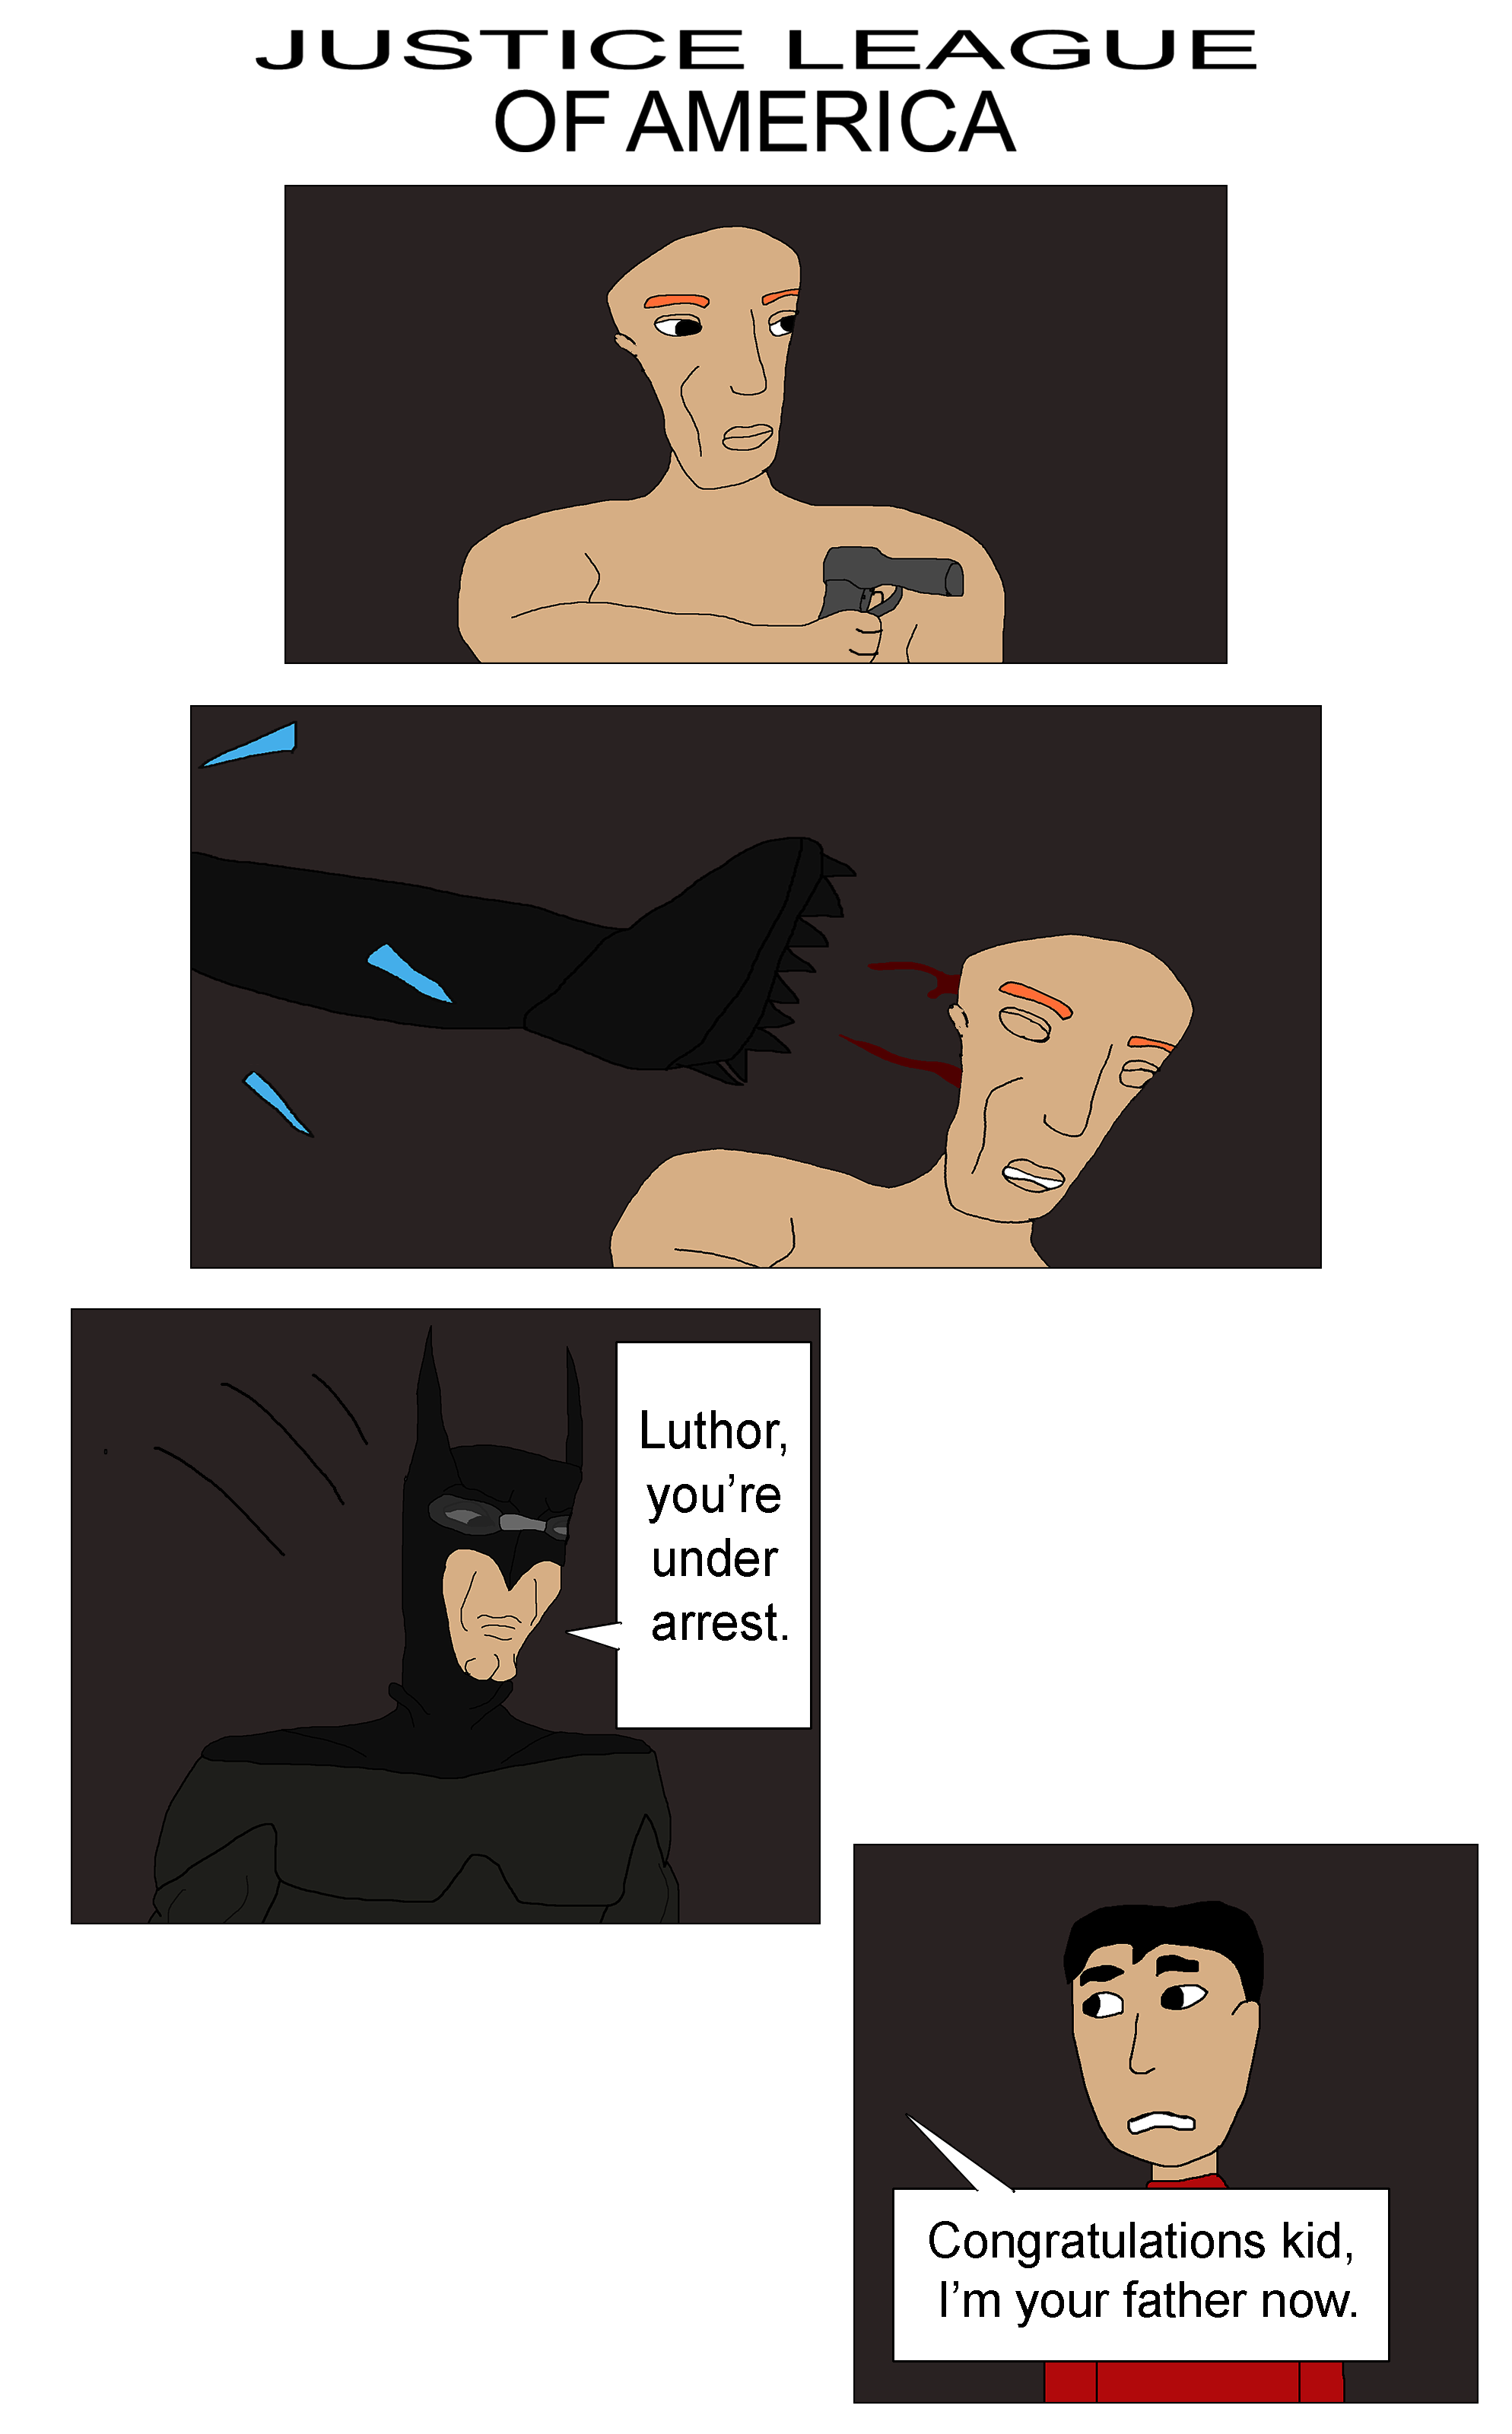 JUSTICE LEAGUE
OF AMERICA
Luthor,
you’re
under
arrest.
Congratulations kid,
I’m your father now.